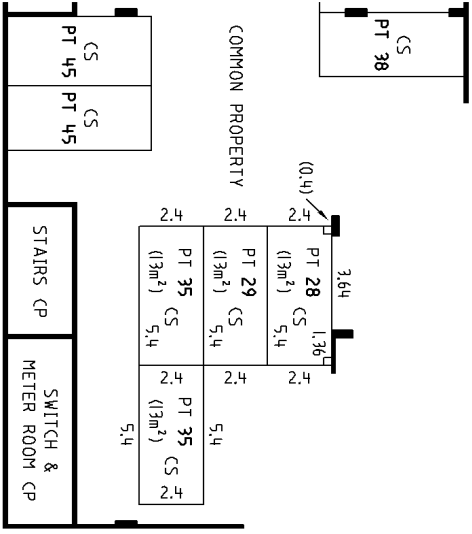 CS
PT 45
CS
PT 45
COMMON PROPERTY
CS
PT 38
(0.4)
2.4
2.4
2.4
3.64
1.36
PT 35
(13m²)
CS
5.4
PT 29
CS
5.4
PT 28
(13m²)
CS
5.4
2.4
2.4
2.4
PT 35
(13m²)
CS
5.4
5.4
2.4
STAIRS CP
SWITCH &
METER ROOM CP